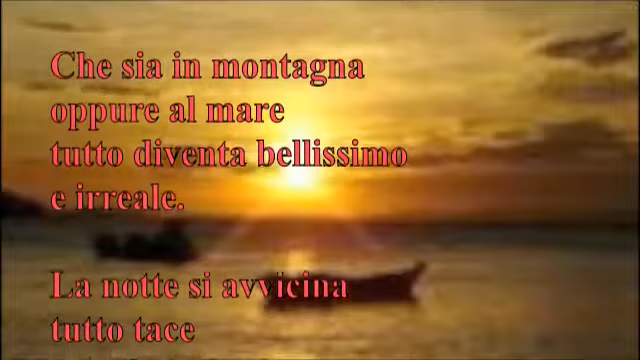 Che sia in montagna
oppure al mare
tutto diventa bellissimo
e irreale.
La notte si avvicina
tutto tace